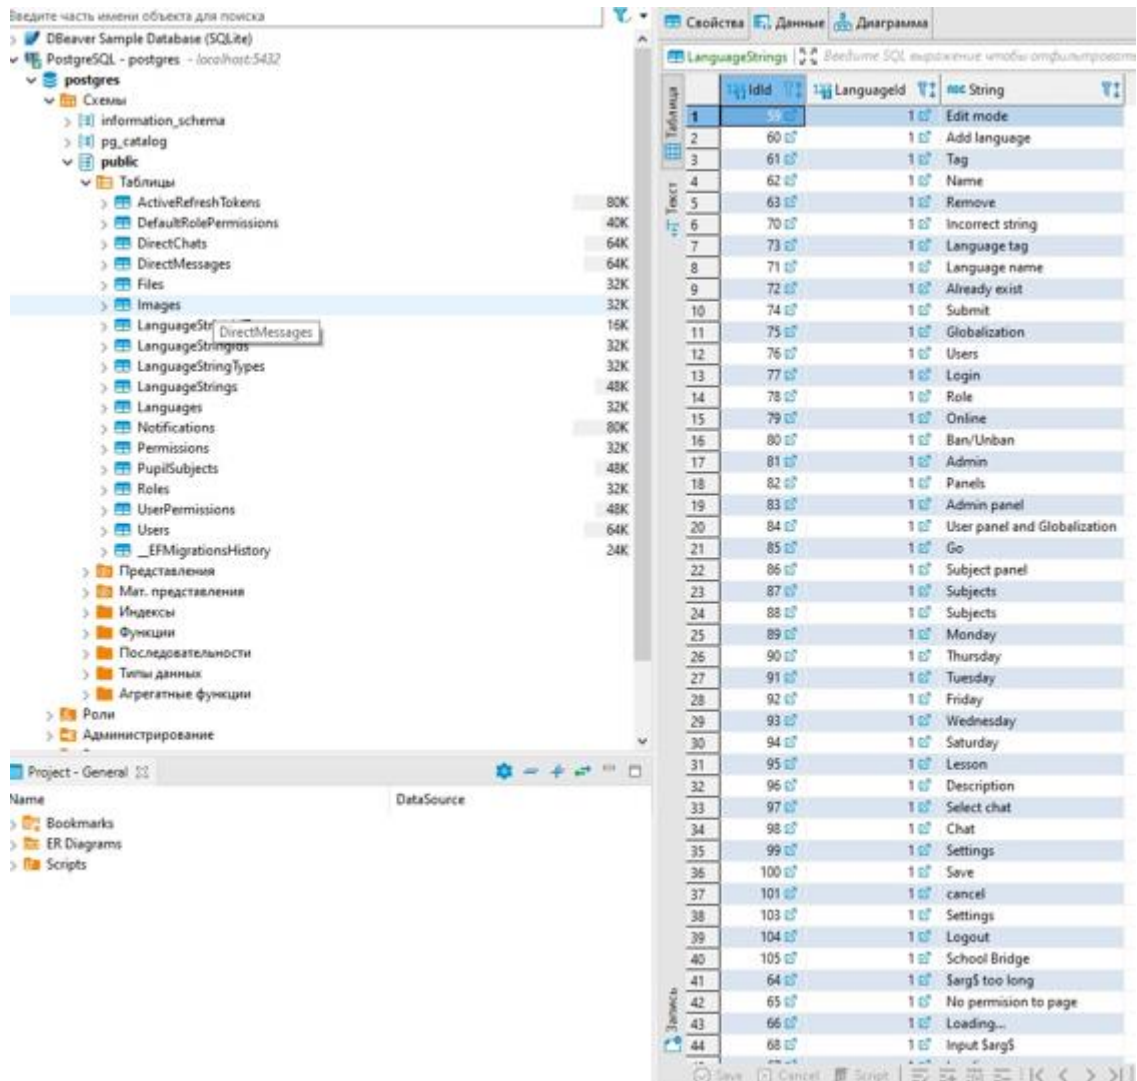 Введите часть имени объекта для поиска
DBeaver Sample Database (SQLite)
PostgreSQL - postgres - localhost:5432
postgres
Схемы
information_schema
pg_catalog
public
Таблицы
ActiveRefreshTokens 80K
DefaultRolePermissions 40K
DirectChats 64K
DirectMessages 64K
Files 32K
Images 32K
16K
DirectMessages
LanguageStringIds 32K
LanguageStringTypes 32K
LanguageStrings 48K
Languages 32K
Notifications 80K
Permissions 32K
PupilSubjects 48K
Roles 32K
UserPermissions 48K
Users 64K
__EFMigrationsHistory 24K
Представления
Мат. представления
Индексы
Функции
Последовательности
Типы данных
Агрегатные функции
Роли
Администрирование
Project - General
Name DataSource
Bookmarks
ER Diagrams
Scripts
Свойства Данные Диаграмма
LanguageStrings Введите SQL выражение чтобы отфильтровать
Таблица
Текст
Запись
123 IdId 123 LanguageId ABC String
1 59 1 Edit mode
2 60 1 Add language
3 61 1 Tag
4 62 1 Name
5 63 1 Remove
6 70 1 Incorrect string
7 73 1 Language tag
8 71 1 Language name
9 72 1 Already exist
10 74 1 Submit
11 75 1 Globalization
12 76 1 Users
13 77 1 Login
14 78 1 Role
15 79 1 Online
16 80 1 Ban/Unban
17 81 1 Admin
18 82 1 Panels
19 83 1 Admin panel
20 84 1 User panel and Globalization
21 85 1 Go
22 86 1 Subject panel
23 87 1 Subjects
24 88 1 Subjects
25 89 1 Monday
26 90 1 Thursday
27 91 1 Tuesday
28 92 1 Friday
29 93 1 Wednesday
30 94 1 Saturday
31 95 1 Lesson
32 96 1 Description
33 97 1 Select chat
34 98 1 Chat
35 99 1 Settings
36 100 1 Save
37 101 1 cancel
38 103 1 Settings
39 104 1 Logout
40 105 1 School Bridge
41 64 1 $arg$ too long
42 65 1 No permision to page
43 66 1 Loading...
44 68 1 Input $arg$
Save Cancel Script